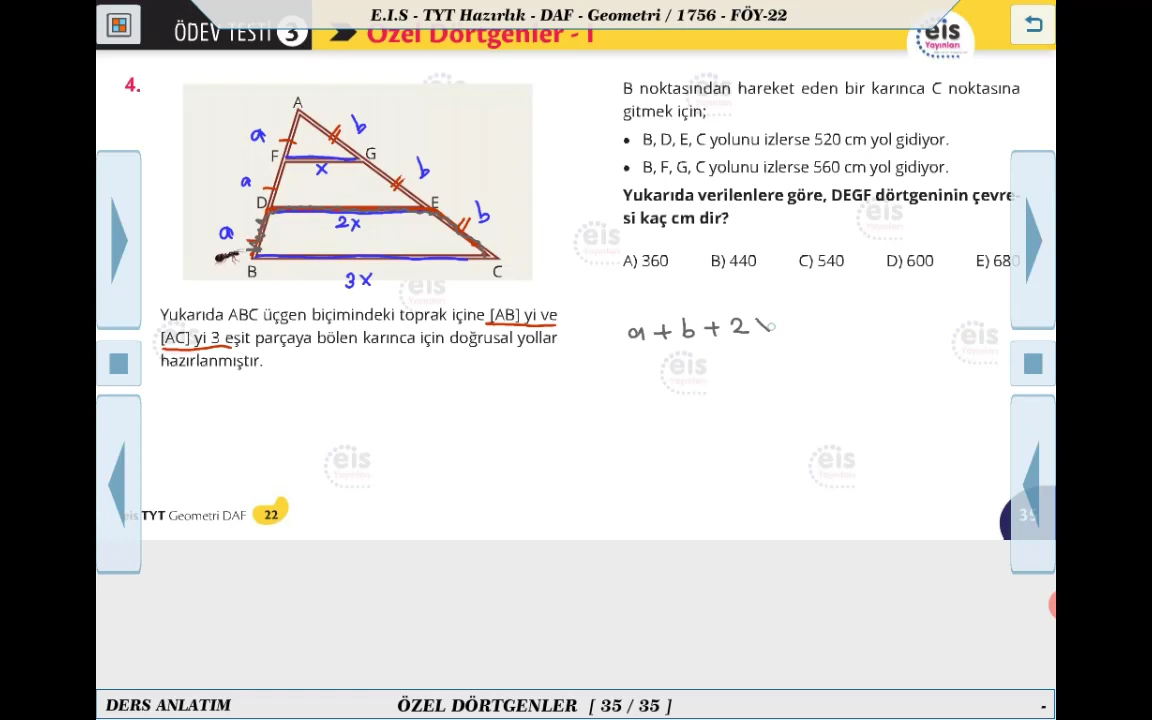 E.I.S - TYT Hazırlık - DAF - Geometri / 1756 - FÖY-22
ÖDEV TESTİ 3
Özel Dörtgenler - I
eis
Yayınları
4.
A
a
b
F
G
x
a
b
D
E
2x
a
b
B
C
3x
Yukarıda ABC üçgen biçimindeki toprak içine [AB] yi ve
[AC] yi 3 eşit parçaya bölen karınca için doğrusal yollar
hazırlanmıştır.
B noktasından hareket eden bir karınca C noktasına
gitmek için;
• B, D, E, C yolunu izlerse 520 cm yol gidiyor.
• B, F, G, C yolunu izlerse 560 cm yol gidiyor.
Yukarıda verilenlere göre, DEGF dörtgeninin çevre-
si kaç cm dir?
A) 360 B) 440 C) 540 D) 600 E) 680
a + b + 2
eis TYT Geometri DAF 22
35
DERS ANLATIM
ÖZEL DÖRTGENLER [ 35 / 35 ]
-